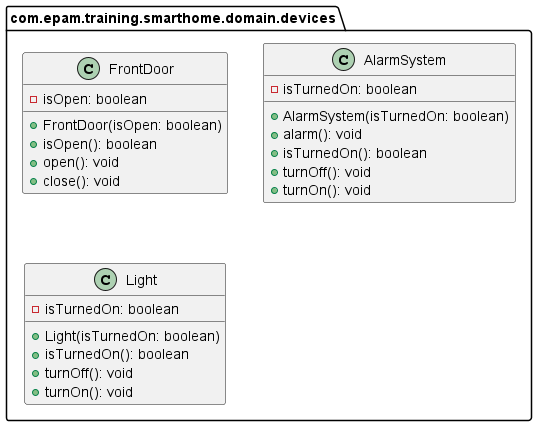 com.epam.training.smarthome.domain.devices
C FrontDoor
isOpen: boolean
FrontDoor(isOpen: boolean)
isOpen(): boolean
open(): void
close(): void
C AlarmSystem
isTurnedOn: boolean
AlarmSystem(isTurnedOn: boolean)
alarm(): void
isTurnedOn(): boolean
turnOff(): void
turnOn(): void
C Light
isTurnedOn: boolean
Light(isTurnedOn: boolean)
isTurnedOn(): boolean
turnOff(): void
turnOn(): void